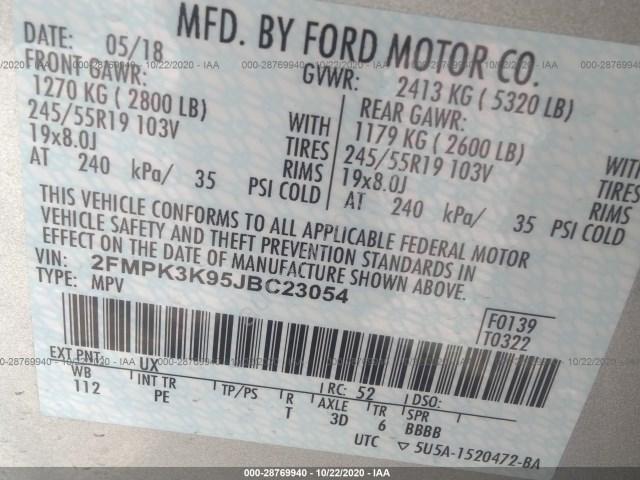 MFD. BY FORD MOTOR CO.
DATE: 05/18 GVWR: 2413 KG ( 5320 LB)
FRONT GAWR: REAR GAWR:
1270 KG ( 2800 LB) 1179 KG ( 2600 LB)
245/55R19 103V WITH TIRES 245/55R19 103V WITH TIRES
19x8.0J RIMS 19x8.0J RIMS
AT 240 kPa/ 35 PSI COLD AT 240 kPa/ 35 PSI COLD
THIS VEHICLE CONFORMS TO ALL APPLICABLE FEDERAL MOTOR
VEHICLE SAFETY AND THEFT PREVENTION STANDARDS IN
EFFECT ON THE DATE OF MANUFACTURE SHOWN ABOVE.
VIN: 2FMPK3K95JBC23054
TYPE: MPV
F0139
T0322
EXT PNT: UX RC: 52 DSO:
WB INT TR TP/PS R AXLE TR SPR
112 PE T 3D 6 BBBB
UTC 5U5A-1520472-BA
000-28769940 - 10/22/2020 - IAA